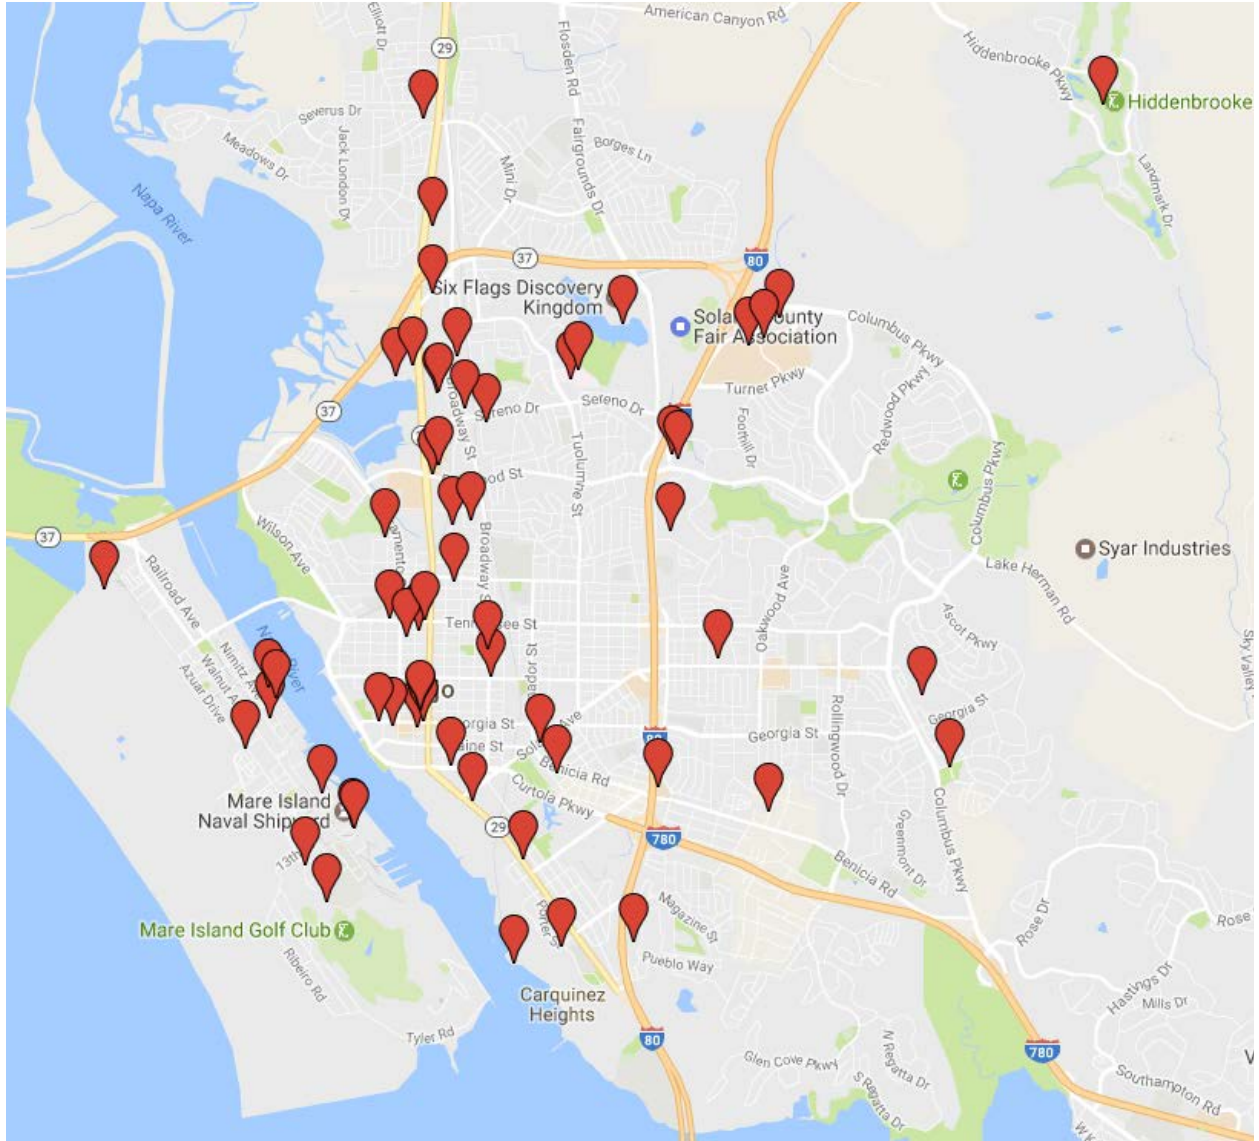 American Canyon Rd
Elliott Dr
29
Flosden Rd
Hiddenbrooke Pkwy
Hiddenbrooke
Severus Dr
Jack London Dr
Meadows Dr
Mini Dr
Fairgrounds Dr
Borges Ln
Landmark Dr
Napa River
37
80
Six Flags Discovery
Kingdom
County
Fair Association
Columbus Pkwy
Turner Pkwy
Redwood Pkwy
37
Broadway St
Sereno Dr
Sereno Dr
Foothill Dr
Tuolumne St
Columbus Pkwy
Wilson Ave
37
Railroad Ave
Broadway St
Syar Industries
Lake Herman Rd
Oakwood Ave
Ascot Pkwy
Nimitz Ave
Walnut
Azuar Drive
River
Georgia St
Georgia St
Rollingwood Dr
80
Benicia Rd
Curtola Pkwy
Mare Island
Naval Shipyard
29
780
13th
Greenmont Dr
Columbus Pkwy
Benicia Rd
Mare Island Golf Club
Porter St
Magazine St
Pueblo Way
Rose Dr
Rose
Ribeiro Rd
Carquinez
Heights
Hastings Dr
Mills Dr
Tyler Rd
80
Glen Cove Pkwy
N Regatta Dr
S Regatta Dr
780
Southampton Rd